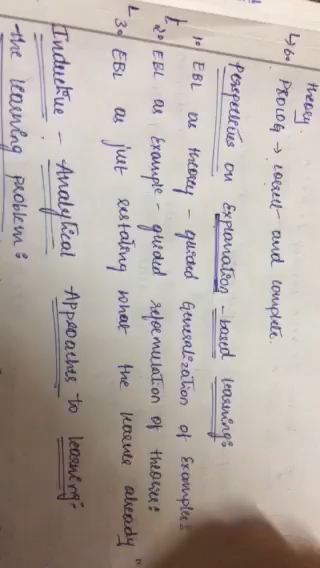 theory.
↳ 6. PROLOG → correct and complete.
Perspectives on Explanation-based learning:
1. EBL as theory-guided Generalization of Examples:
2. EBL as Example-guided reformulation of theories:
3. EBL as just restating what the learner already "
Inductive - Analytical Approaches to learning:-
-the learning problem: